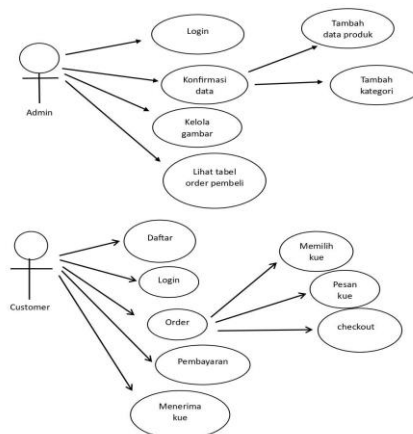 Login
Tambah
data produk
Konfirmasi
data
Tambah
kategori
Admin
Kelola
gambar
Lihat tabel
order pembeli
Daftar
Memilih
kue
Login
Pesan
kue
Customer
Order
checkout
Pembayaran
Menerima
kue